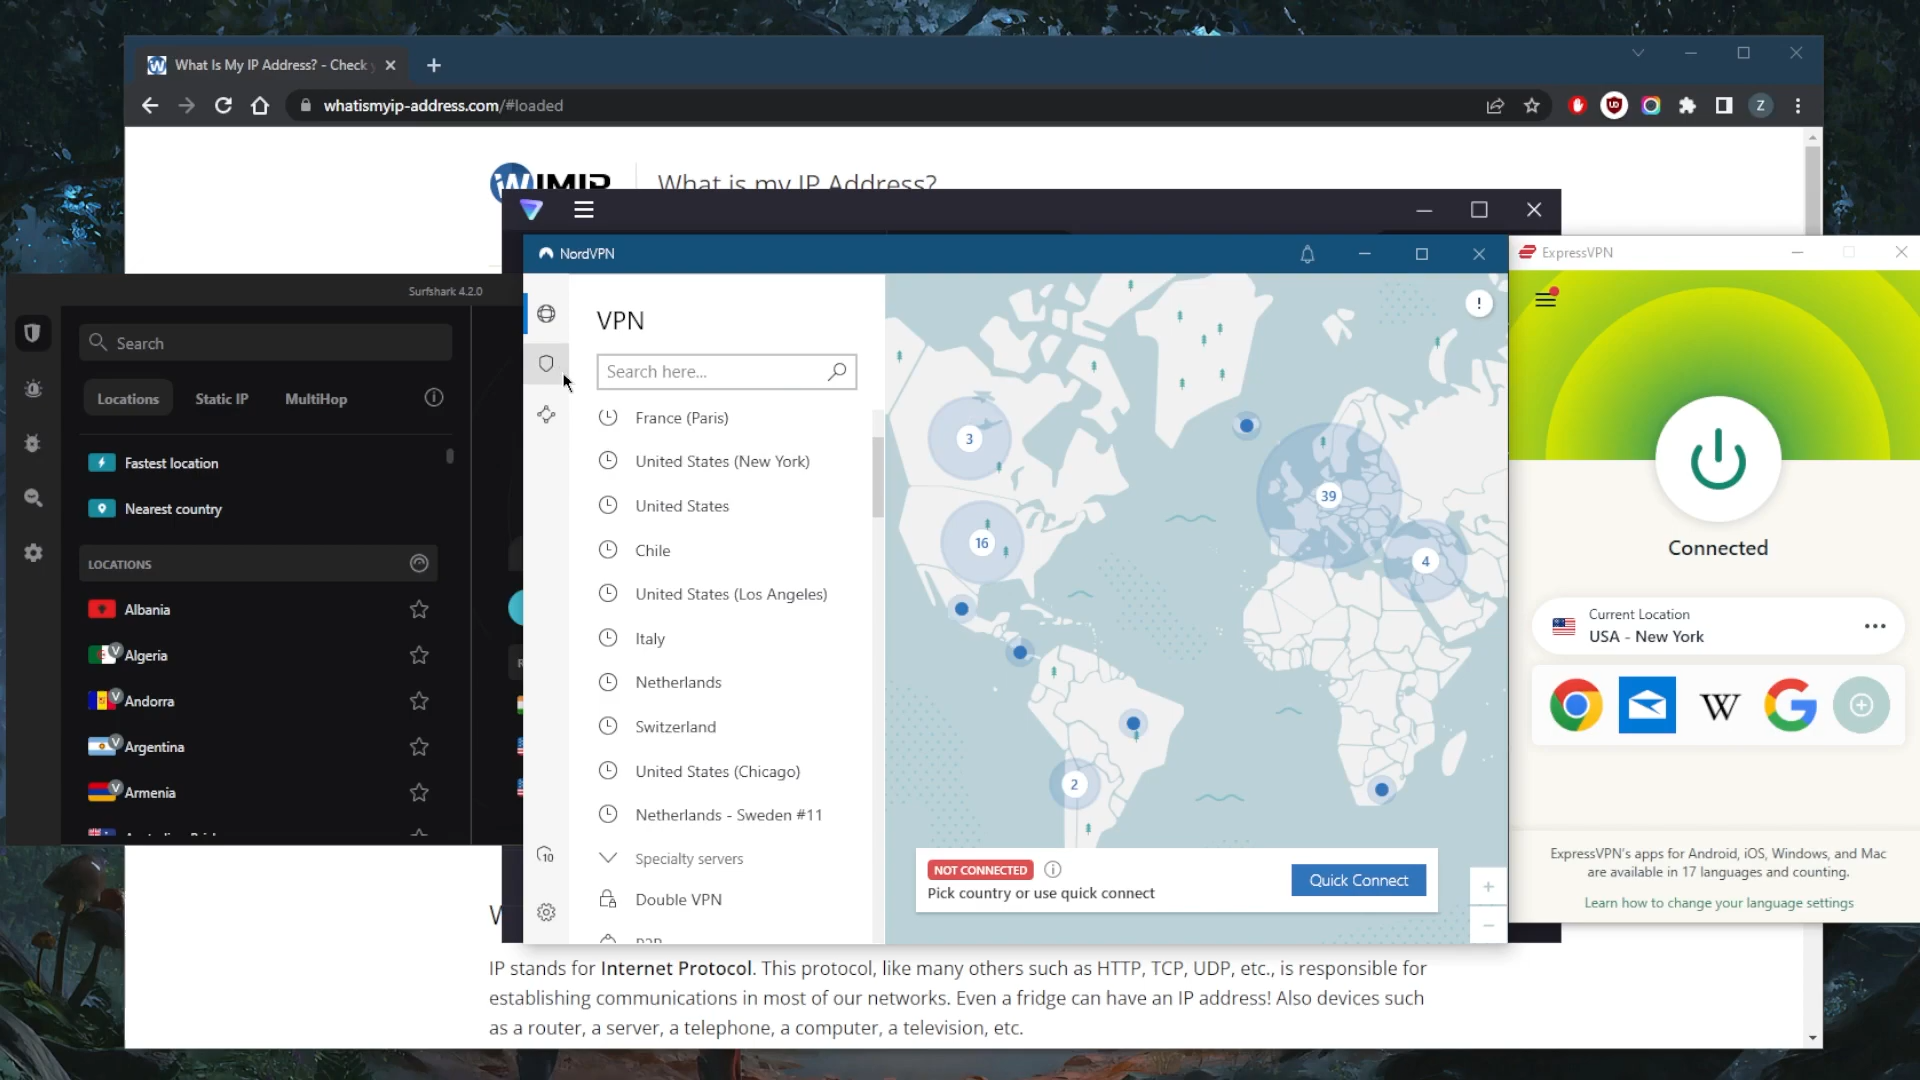 What Is My IP Address? - Check
whatismyip-address.com/#loaded
Z
WIMIP
What is my IP Address?
NordVPN
ExpressVPN
Surfshark 4.2.0
Search
Locations
Static IP
MultiHop
Fastest location
Nearest country
LOCATIONS
Albania
Algeria
Andorra
Argentina
Armenia
VPN
Search here...
France (Paris)
United States (New York)
United States
Chile
United States (Los Angeles)
Italy
Netherlands
Switzerland
United States (Chicago)
Netherlands - Sweden #11
Specialty servers
Double VPN
P2P
10
3
16
39
4
2
NOT CONNECTED
Pick country or use quick connect
Quick Connect
Connected
Current Location
USA - New York
W
ExpressVPN's apps for Android, iOS, Windows, and Mac
are available in 17 languages and counting.
Learn how to change your language settings
W
IP stands for Internet Protocol. This protocol, like many others such as HTTP, TCP, UDP, etc., is responsible for
establishing communications in most of our networks. Even a fridge can have an IP address! Also devices such
as a router, a server, a telephone, a computer, a television, etc.